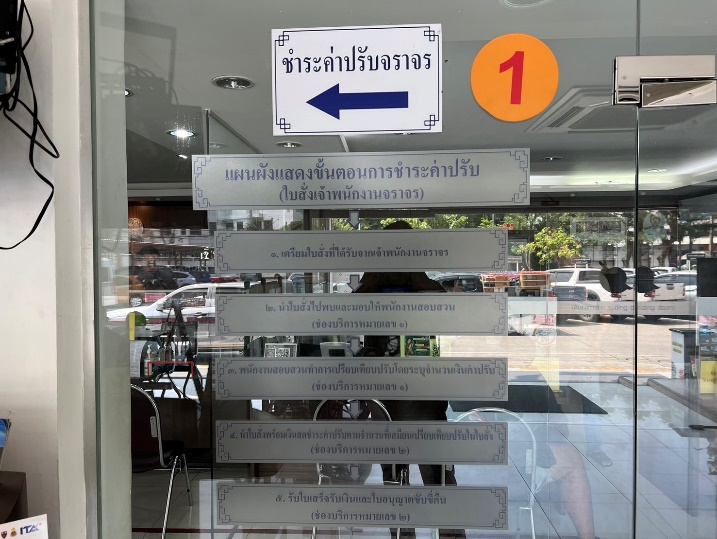 ชำระค่าปรับจราจร
1
แผนผังแสดงขั้นตอนการชำระค่าปรับ
(ใบสั่งเจ้าพนักงานจราจร)
๑. เตรียมใบสั่งที่ได้รับจากเจ้าพนักงานจราจร
๒. นำใบสั่งไปพบและมอบให้พนักงานสอบสวน
(ช่องบริการหมายเลข ๑)
๓. พนักงานสอบสวนทำการเปรียบเทียบปรับโดยระบุจำนวนเงินค่าปรับ
(ช่องบริการหมายเลข ๑)
๔. นำใบสั่งพร้อมเงินสดชำระค่าปรับตามจำนวนที่เสมียนเปรียบเทียบปรับในใบสั่ง
(ช่องบริการหมายเลข ๒)
๕. รับใบเสร็จรับเงินและใบอนุญาตขับขี่คืน
(ช่องบริการหมายเลข ๒)
ITA